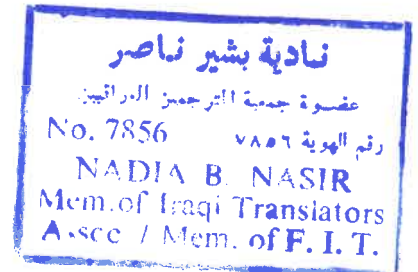 نادية بشير ناصر
عضوة جمعية المترجمين العراقيين
رقم الهوية ٧٨٥٦ No. 7856
NADIA B. NASIR
Mem.of Iraqi Translators
Asscc / Mem. of F. I. T.